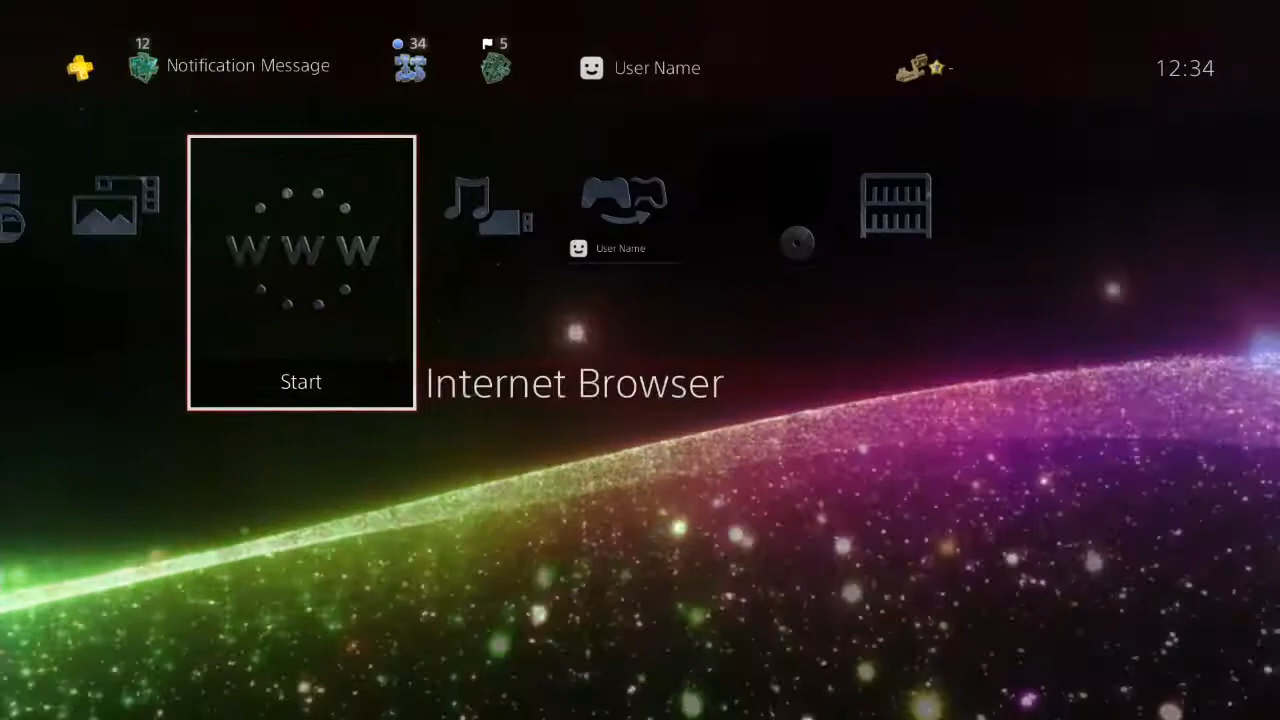 12
Notification Message
34
5
User Name
-
12:34
WWW
User Name
Start
Internet Browser